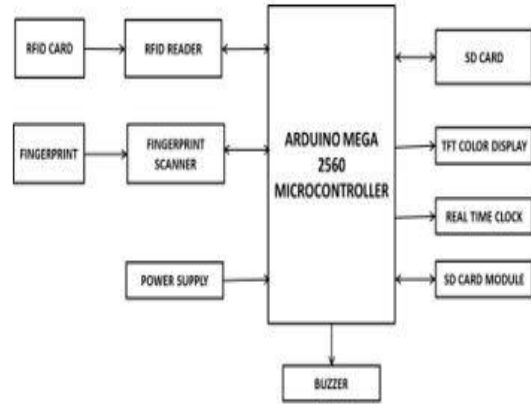 RFID CARD
RFID READER
SD CARD
FINGERPRINT
FINGERPRINT
SCANNER
ARDUINO MEGA
2560
MICROCONTROLLER
TFT COLOR DISPLAY
REAL TIME CLOCK
POWER SUPPLY
SD CARD MODULE
BUZZER